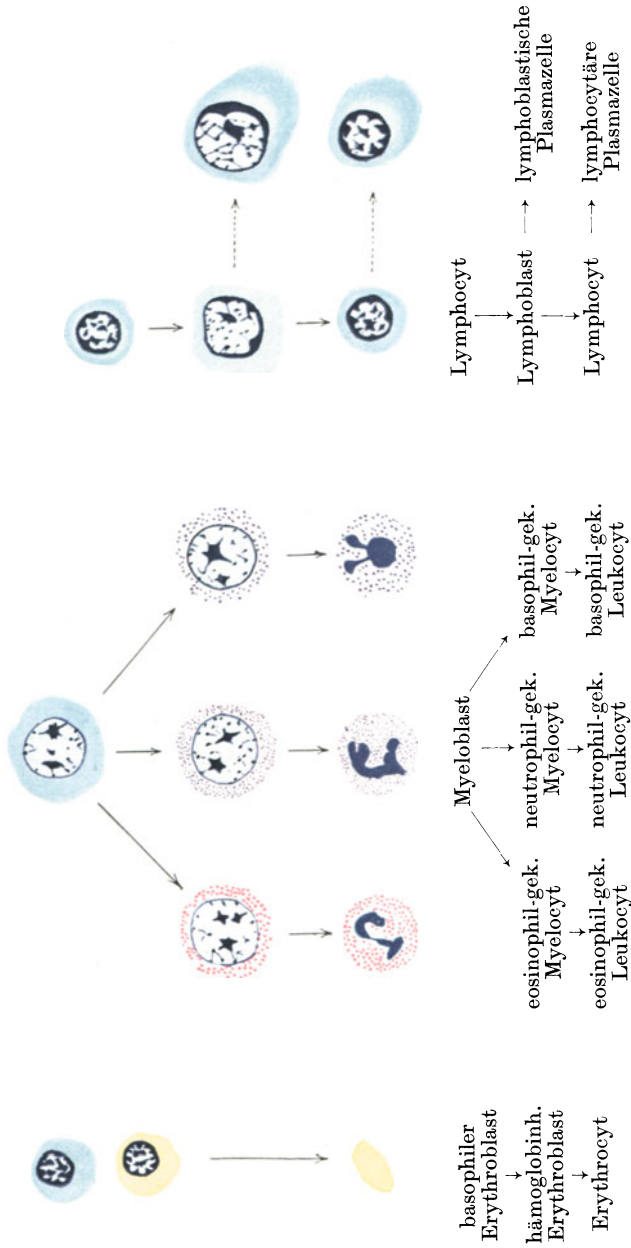 basophiler
Erythroblast
hämoglobinh.
Erythroblast
Erythrocyt
Myeloblast
eosinophil-gek.
Myelocyt
eosinophil-gek.
Leukocyt
neutrophil-gek.
Myelocyt
neutrophil-gek.
Leukocyt
basophil-gek.
Myelocyt
basophil-gek.
Leukocyt
Lymphocyt
Lymphoblast
lymphoblastische
Plasmazelle
Lymphocyt
lymphocytäre
Plasmazelle